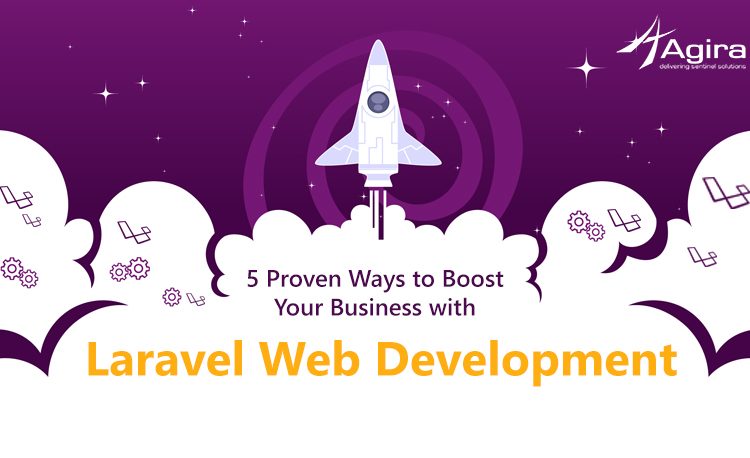 Agira
delivering sentinel solutions
5 Proven Ways to Boost
Your Business with
Laravel Web Development